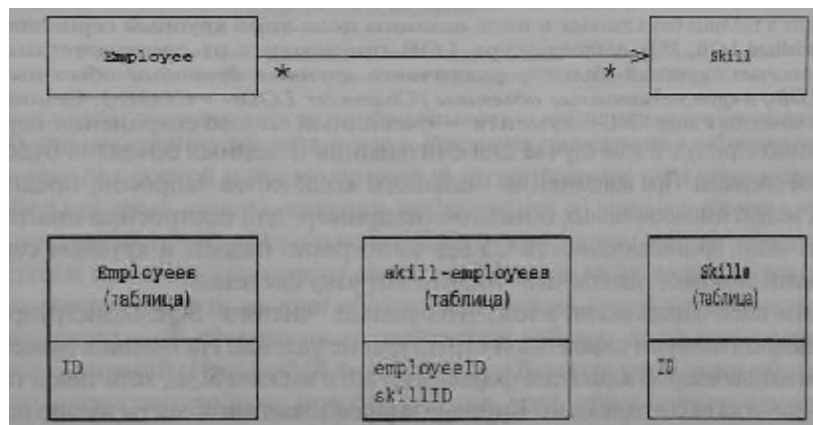 Employee
*
*
Skill
Employees
(таблица)
skill-employees
(таблица)
Skills
(таблица)
ID
employeeID
skillID
ID